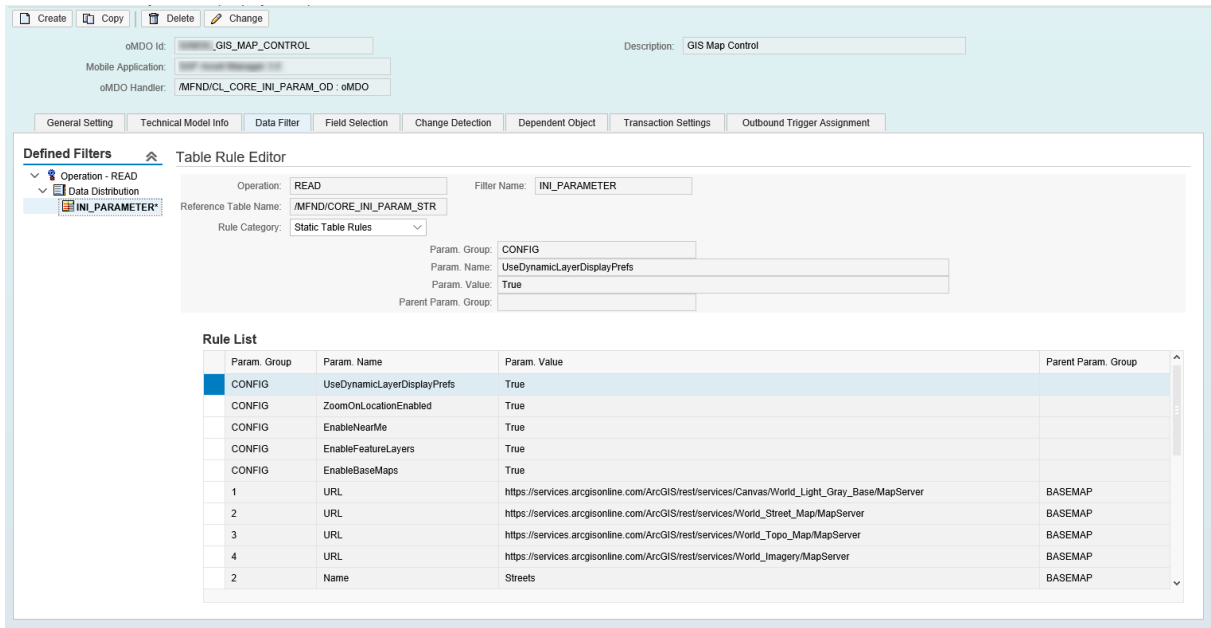 Create Copy Delete Change
oMDO Id: _GIS_MAP_CONTROL Description: GIS Map Control
Mobile Application:
oMDO Handler: /MFND/CL_CORE_INI_PARAM_OD : oMDO
General Setting Technical Model Info Data Filter Field Selection Change Detection Dependent Object Transaction Settings Outbound Trigger Assignment
Defined Filters
Operation - READ
Data Distribution
INI_PARAMETER*
Table Rule Editor
Operation: READ Filter Name: INI_PARAMETER
Reference Table Name: /MFND/CORE_INI_PARAM_STR
Rule Category: Static Table Rules
Param. Group: CONFIG
Param. Name: UseDynamicLayerDisplayPrefs
Param. Value: True
Parent Param. Group:
Rule List
Param. Group Param. Name Param. Value Parent Param. Group
CONFIG UseDynamicLayerDisplayPrefs True
CONFIG ZoomOnLocationEnabled True
CONFIG EnableNearMe True
CONFIG EnableFeatureLayers True
CONFIG EnableBaseMaps True
1 URL https://services.arcgisonline.com/ArcGIS/rest/services/Canvas/World_Light_Gray_Base/MapServer BASEMAP
2 URL https://services.arcgisonline.com/ArcGIS/rest/services/World_Street_Map/MapServer BASEMAP
3 URL https://services.arcgisonline.com/ArcGIS/rest/services/World_Topo_Map/MapServer BASEMAP
4 URL https://services.arcgisonline.com/ArcGIS/rest/services/World_Imagery/MapServer BASEMAP
2 Name Streets BASEMAP